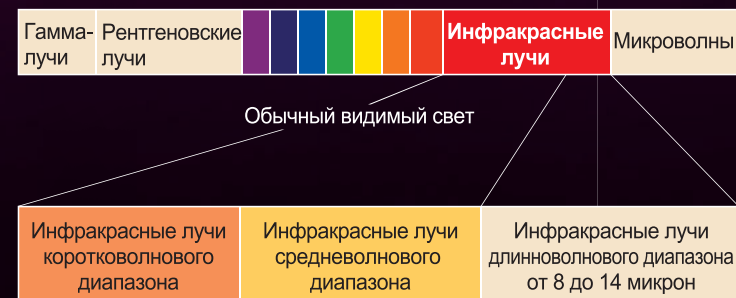 Гамма-
лучи
Рентгеновские
лучи
Инфракрасные
лучи
Микроволны
Обычный видимый свет
Инфракрасные лучи
коротковолнового
диапазона
Инфракрасные лучи
средневолнового
диапазона
Инфракрасные лучи
длинноволнового диапазона
от 8 до 14 микрон